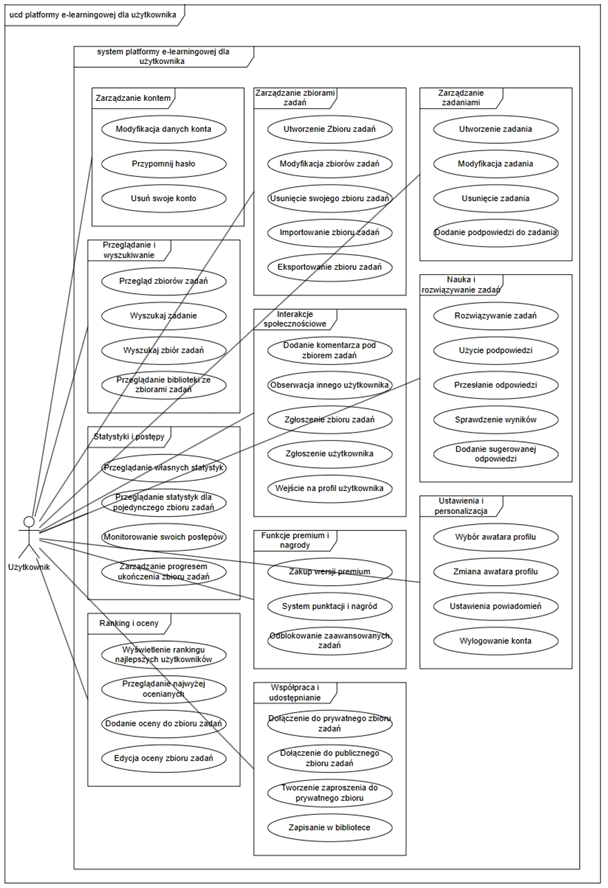 ucd platformy e-learningowej dla użytkownika
system platformy e-learningowej dla
użytkownika
Zarządzanie kontem
Modyfikacja danych konta
Przypomnij hasło
Usuń swoje konto
Przeglądanie i
wyszukiwanie
Przegląd zbiorów zadań
Wyszukaj zadanie
Wyszukaj zbiór zadań
Przeglądanie biblioteki ze
zbiorami zadań
Statystyki i postępy
Przeglądanie własnych statystyk
Przeglądanie statystyk dla
pojedynczego zbioru zadań
Monitorowanie swoich postępów
Zarządzanie progresem
ukończenia zbioru zadań
Ranking i oceny
Wyświetlenie rankingu
najlepszych użytkowników
Przeglądanie najwyżej
ocenianych
Dodanie oceny do zbioru zadań
Edycja oceny zbioru zadań
Użytkownik
Zarządzanie zbiorami
zadań
Utworzenie Zbioru zadań
Modyfikacja zbiorów zadań
Usunięcie swojego zbioru zadań
Importowanie zbioru zadań
Eksportowanie zbioru zadań
Interakcje
społecznościowe
Dodanie komentarza pod
zbiorem zadań
Obserwacja innego użytkownika
Zgłoszenie zbioru zadań
Zgłoszenie użytkownika
Wejście na profil użytkownika
Funkcje premium i
nagrody
Zakup wersji premium
System punktacji i nagród
Odblokowanie zaawansowanych
zadań
Współpraca i
udostępnianie
Dołączenie do prywatnego zbioru
zadań
Dołączenie do publicznego
zbioru zadań
Tworzenie zaproszenia do
prywatnego zbioru
Zapisanie w bibliotece
Zarządzanie
zadaniami
Utworzenie zadania
Modyfikacja zadania
Usunięcie zadania
Dodanie podpowiedzi do zadania
Nauka i
rozwiązywanie zadań
Rozwiązywanie zadań
Użycie podpowiedzi
Przesłanie odpowiedzi
Sprawdzenie wyników
Dodanie sugerowanej
odpowiedzi
Ustawienia i
personalizacja
Wybór awatara profilu
Zmiana awatara profilu
Ustawienia powiadomień
Wylogowanie konta